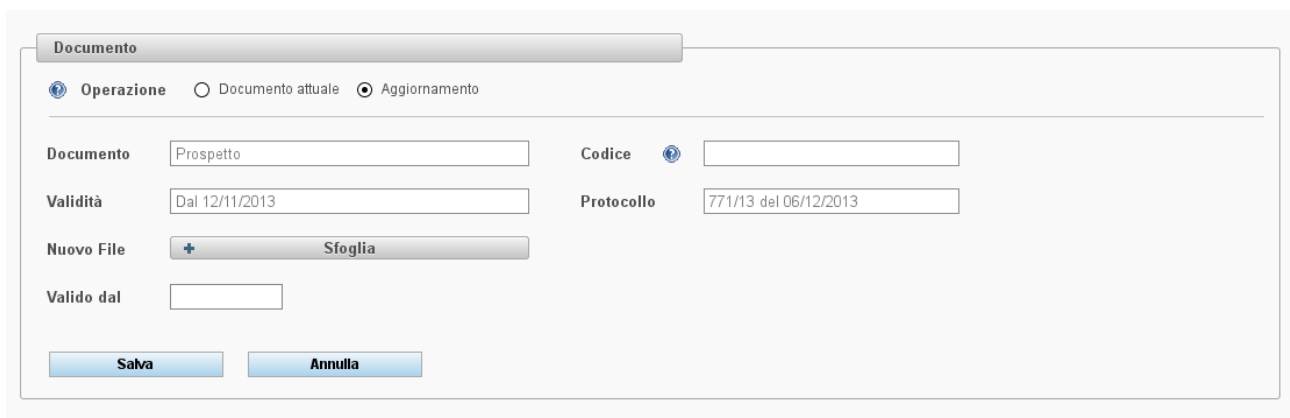 Documento
Operazione Documento attuale Aggiornamento
Documento Prospetto Codice
Validità Dal 12/11/2013 Protocollo 771/13 del 06/12/2013
Nuovo File Sfoglia
Valido dal
Salva Annulla